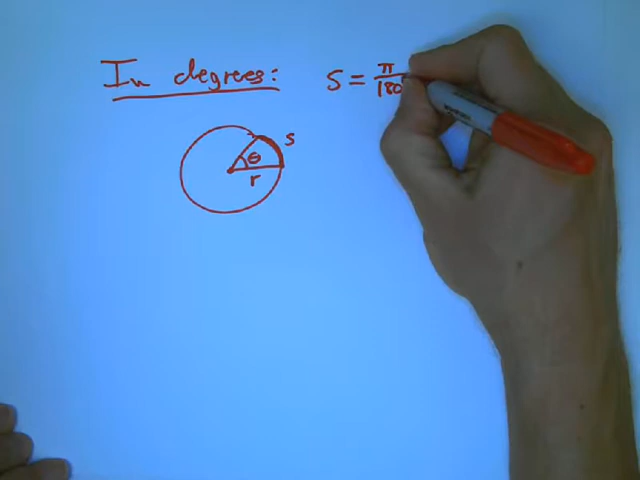 In degrees: S = π/180
s
θ
r